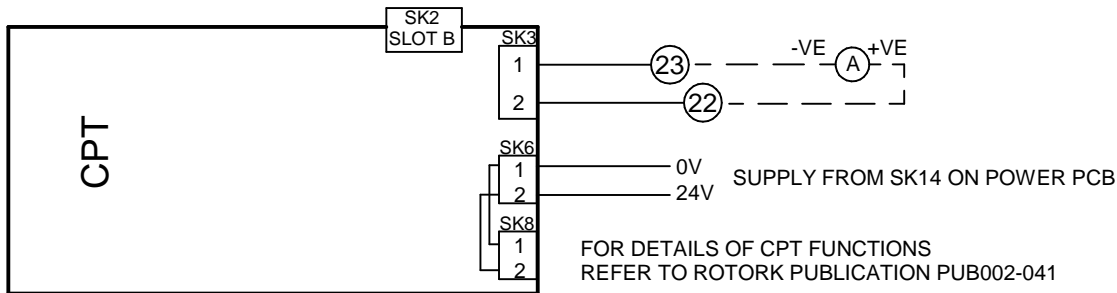 SK2
SLOT B
SK3
1
23
-VE
A
+VE
2
22
CPT
SK6
1
0V
2
24V
SUPPLY FROM SK14 ON POWER PCB
SK8
1
2
FOR DETAILS OF CPT FUNCTIONS
REFER TO ROTORK PUBLICATION PUB002-041